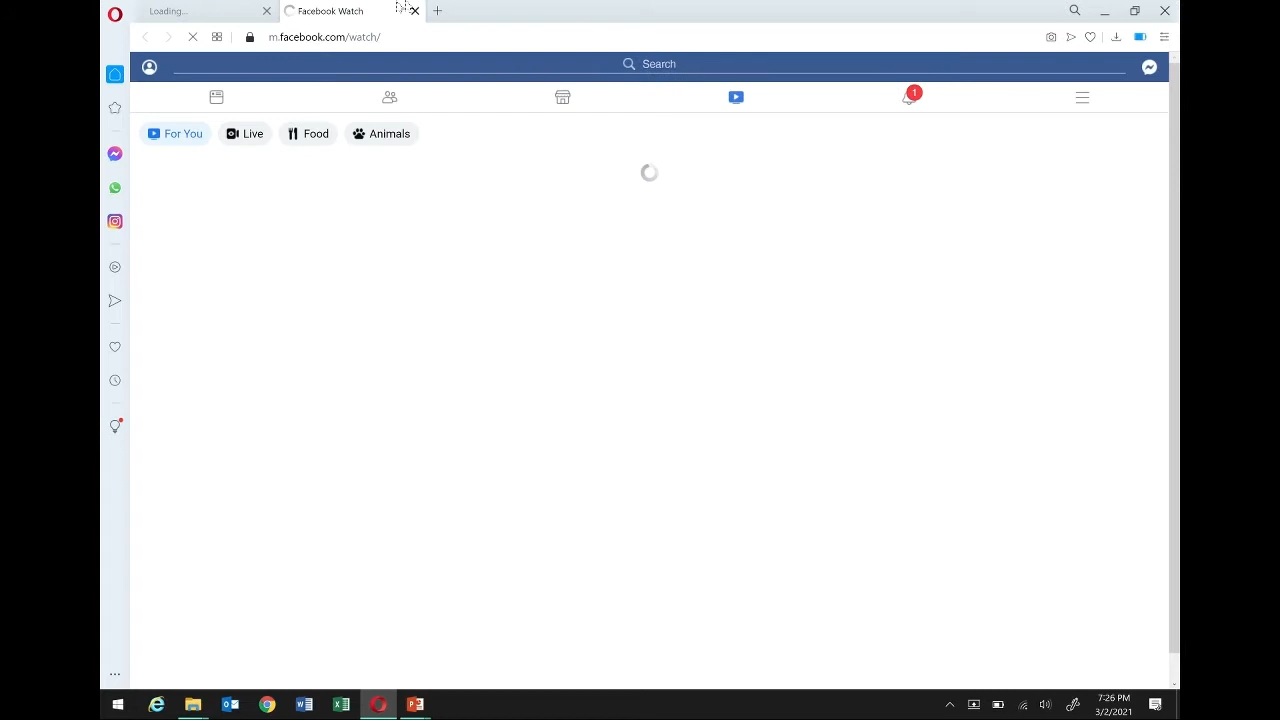 Loading...
Facebook Watch
m.facebook.com/watch/
Search
1
For You
Live
Food
Animals
7:26 PM
3/2/2021